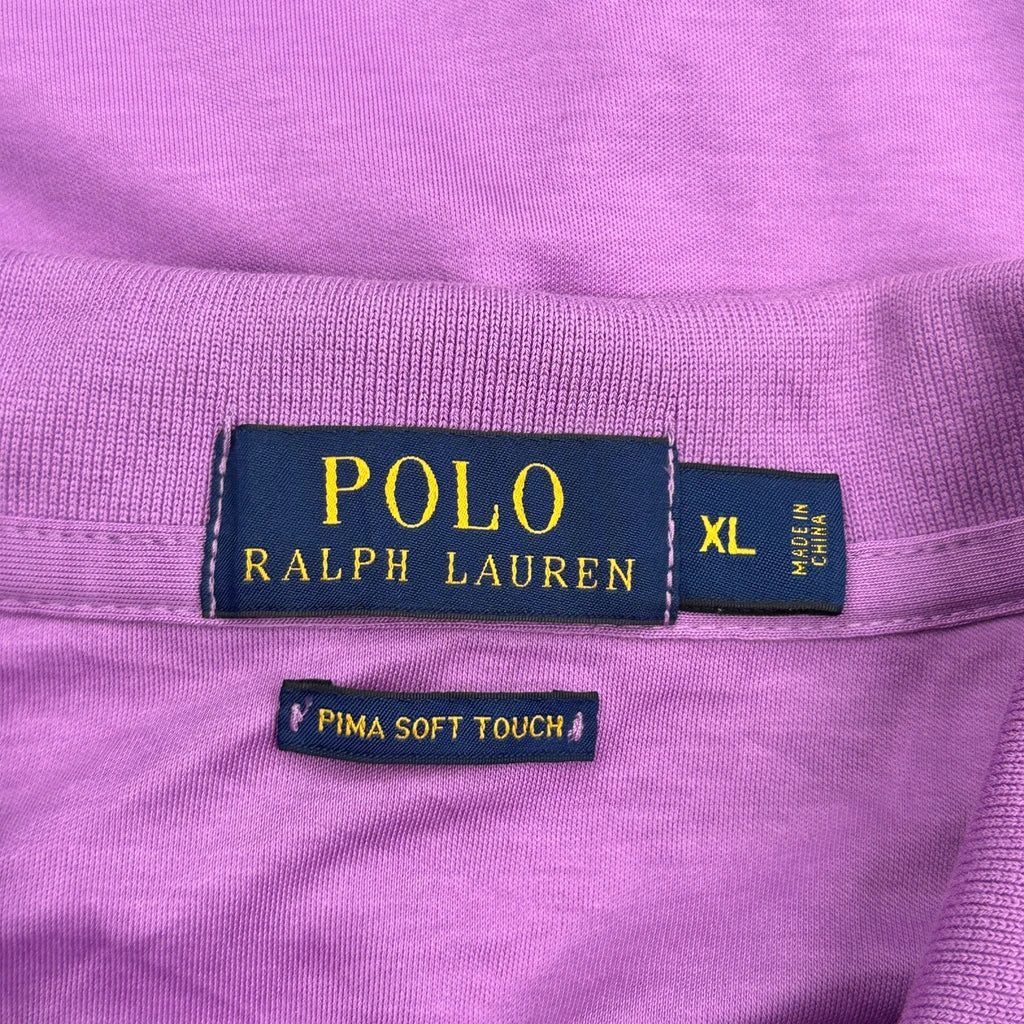 POLO
RALPH LAUREN
XL
MADE IN
CHINA
PIMA SOFT TOUCH